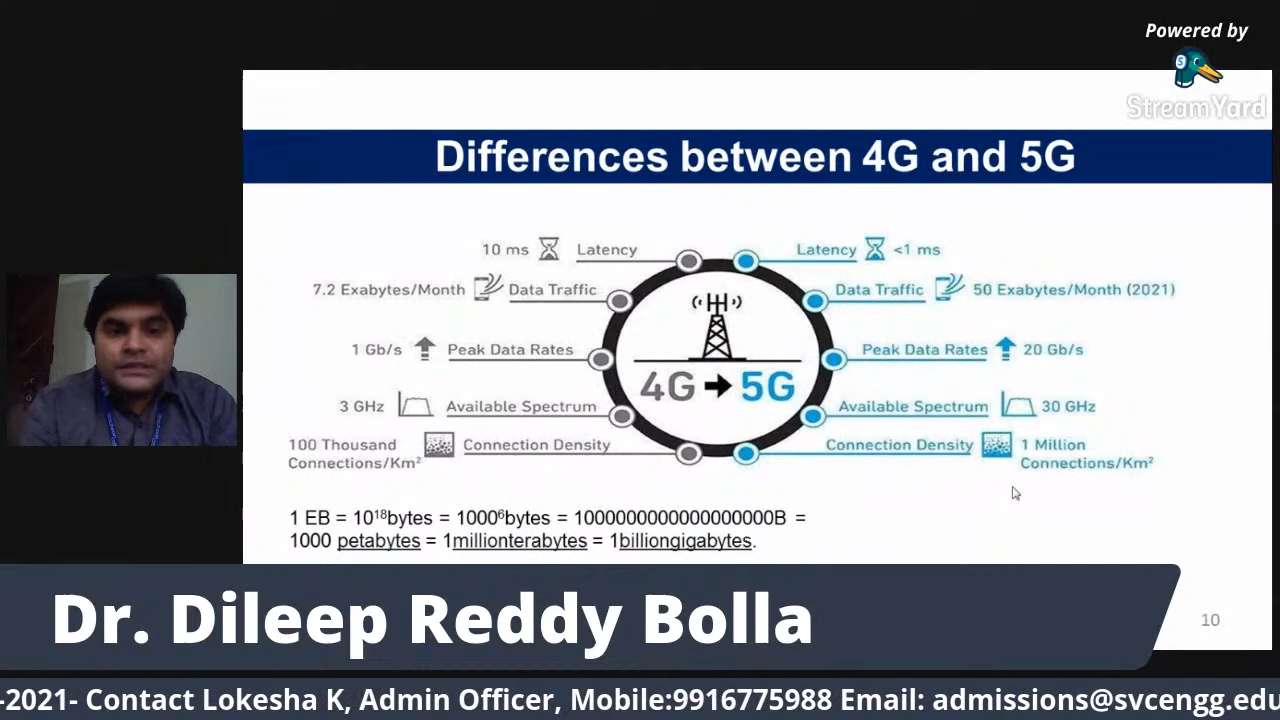 Powered by
StreamYard
Differences between 4G and 5G
10 ms Latency
Latency <1 ms
7.2 Exabytes/Month Data Traffic
Data Traffic 50 Exabytes/Month (2021)
1 Gb/s Peak Data Rates
Peak Data Rates 20 Gb/s
4G 5G
3 GHz Available Spectrum
Available Spectrum 30 GHz
100 Thousand Connections/Km² Connection Density
Connection Density 1 Million Connections/Km²
1 EB = 10¹⁸bytes = 1000⁶bytes = 1000000000000000000B =
1000 petabytes = 1millionterabytes = 1billiongigabytes.
Dr. Dileep Reddy Bolla
10
-2021- Contact Lokesha K, Admin Officer, Mobile:9916775988 Email: admissions@svcengg.edu